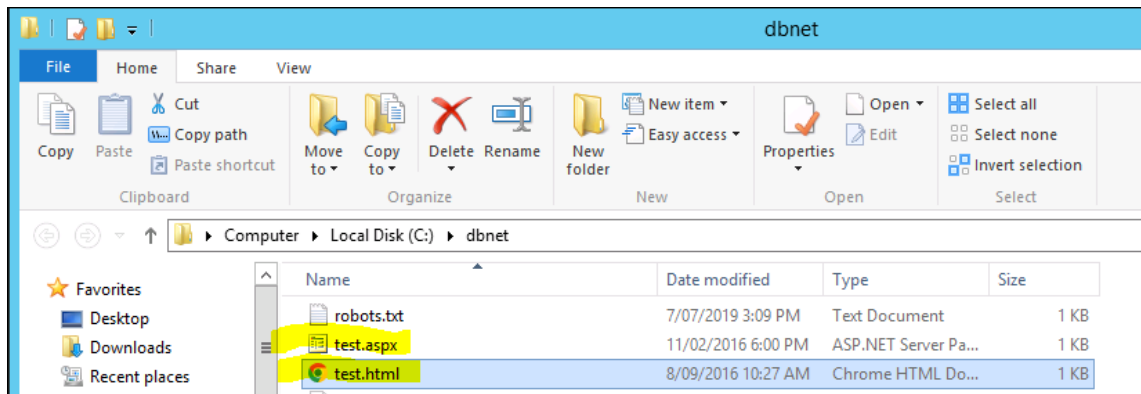 dbnet
File Home Share View
Copy Paste Cut Copy path Paste shortcut Move to Copy to Delete Rename New folder New item Easy access Properties Open Edit Select all Select none Invert selection
Clipboard Organize New Open Select
Computer Local Disk (C:) dbnet
Favorites Name Date modified Type Size
Desktop robots.txt 7/07/2019 3:09 PM Text Document 1 KB
Downloads test.aspx 11/02/2016 6:00 PM ASP.NET Server Pa... 1 KB
Recent places test.html 8/09/2016 10:27 AM Chrome HTML Do... 1 KB